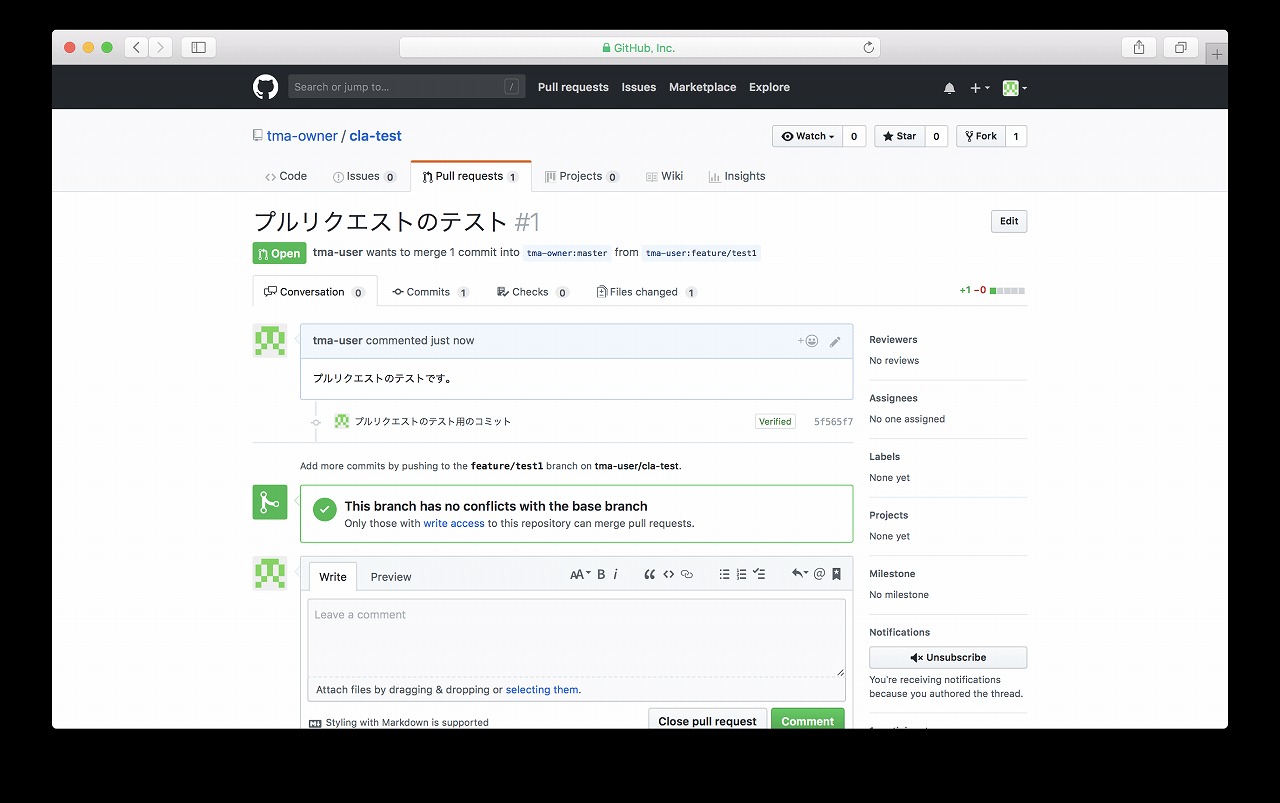 GitHub, Inc.
Search or jump to... / Pull requests Issues Marketplace Explore
tma-owner / cla-test Watch 0 Star 0 Fork 1
Code Issues 0 Pull requests 1 Projects 0 Wiki Insights
プルリクエストのテスト #1 Edit
Open tma-user wants to merge 1 commit into tma-owner:master from tma-user:feature/test1
Conversation 0 Commits 1 Checks 0 Files changed 1 +1 −0
tma-user commented just now
プルリクエストのテストです。
プルリクエストのテスト用のコミット Verified 5f565f7
Add more commits by pushing to the feature/test1 branch on tma-user/cla-test.
This branch has no conflicts with the base branch
Only those with write access to this repository can merge pull requests.
Write Preview AA B i
Leave a comment
Attach files by dragging & dropping or selecting them.
Styling with Markdown is supported Close pull request Comment
Reviewers
No reviews
Assignees
No one assigned
Labels
None yet
Projects
None yet
Milestone
No milestone
Notifications
Unsubscribe
You're receiving notifications
because you authored the thread.